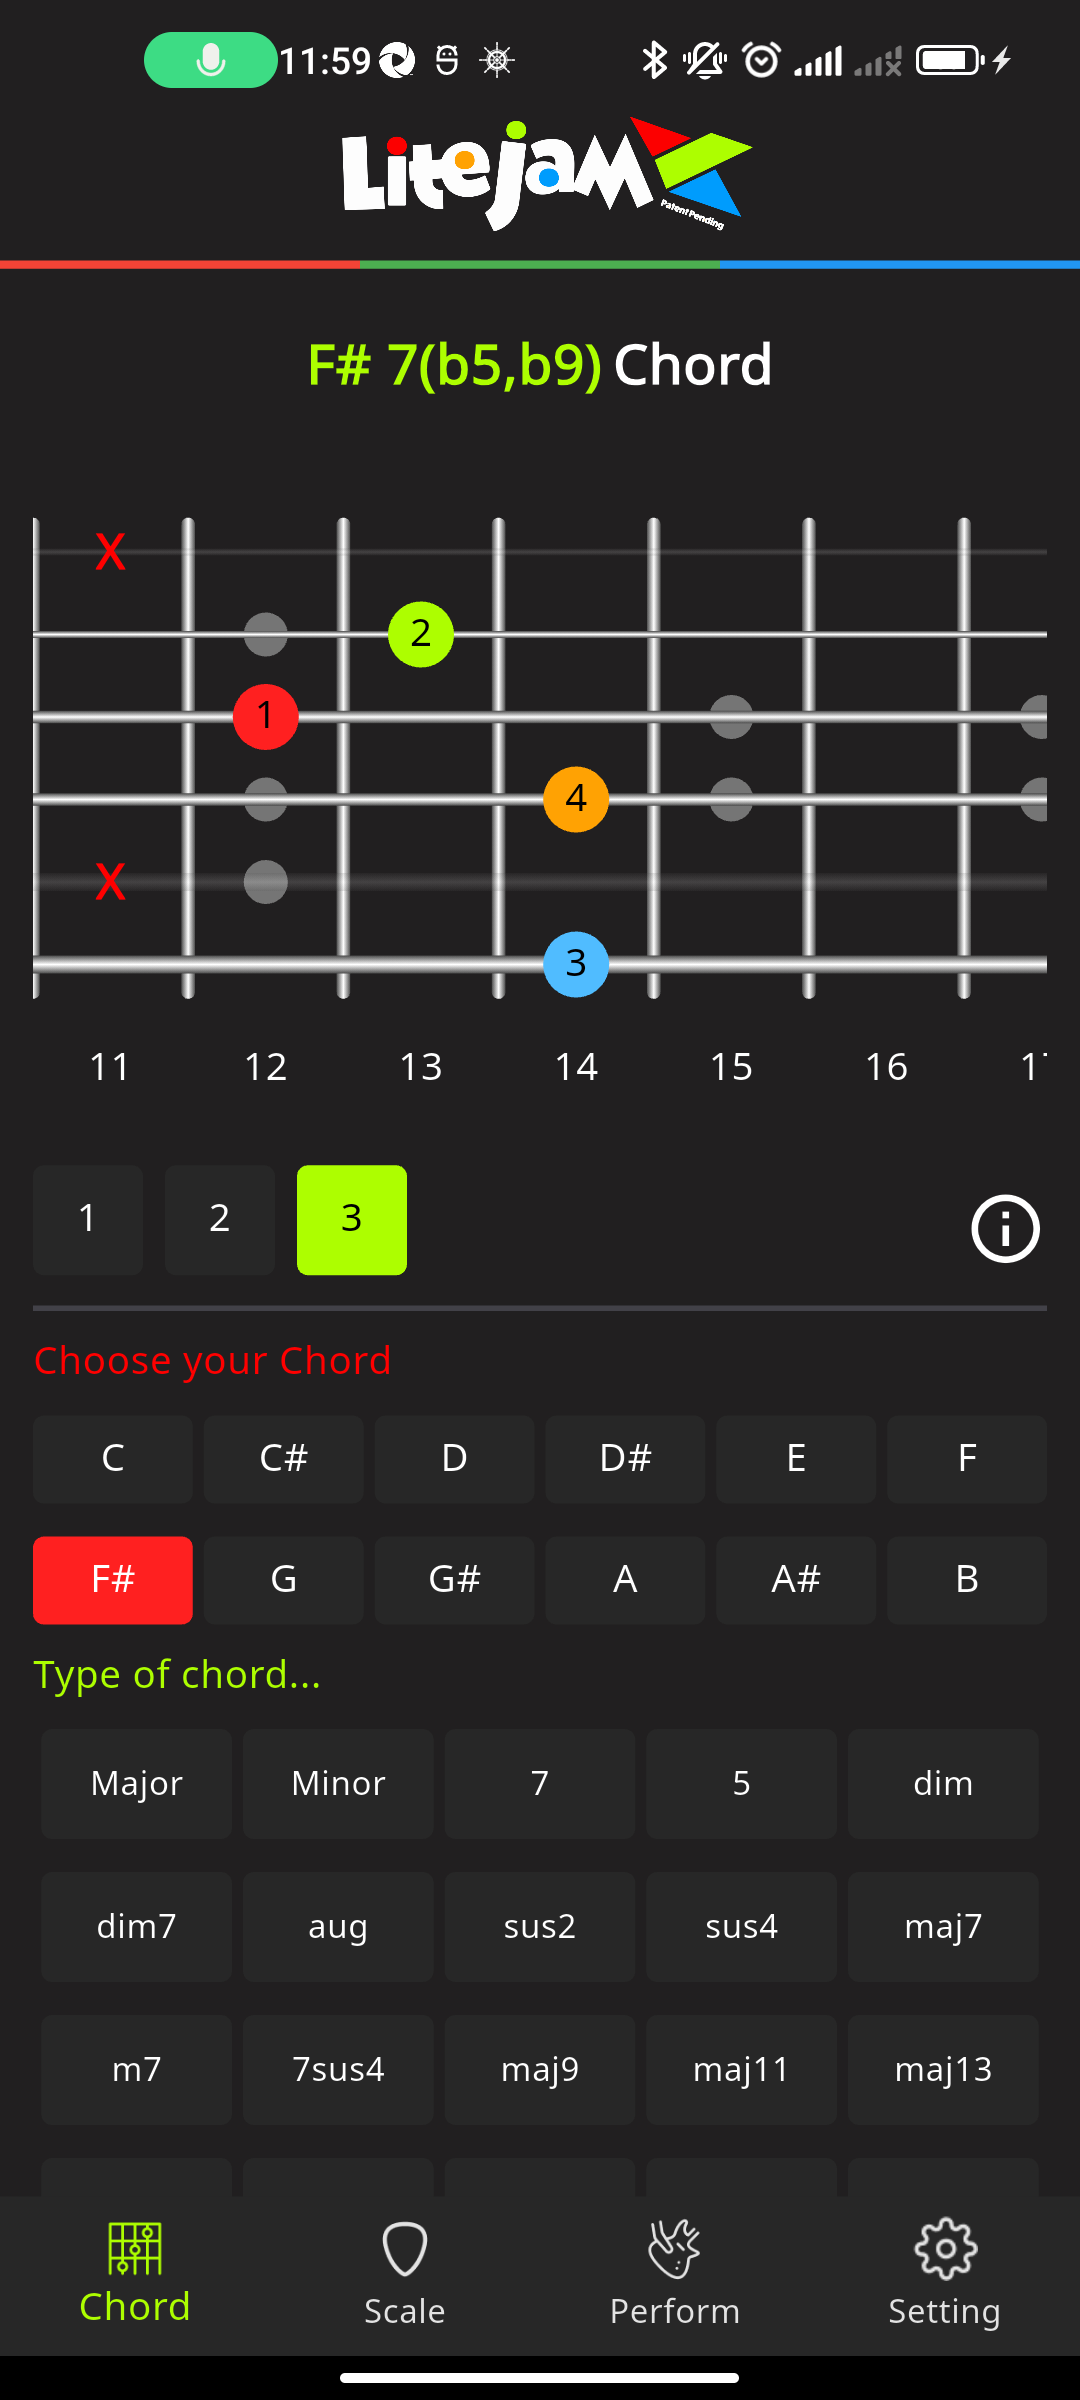 11:59
Litejam
Patent Pending
F# 7(b5,b9) Chord
X
2
1
4
X
3
11 12 13 14 15 16
1 2 3
Choose your Chord
C C# D D# E F
F# G G# A A# B
Type of chord...
Major Minor 7 5 dim
dim7 aug sus2 sus4 maj7
m7 7sus4 maj9 maj11 maj13
Chord Scale Perform Setting